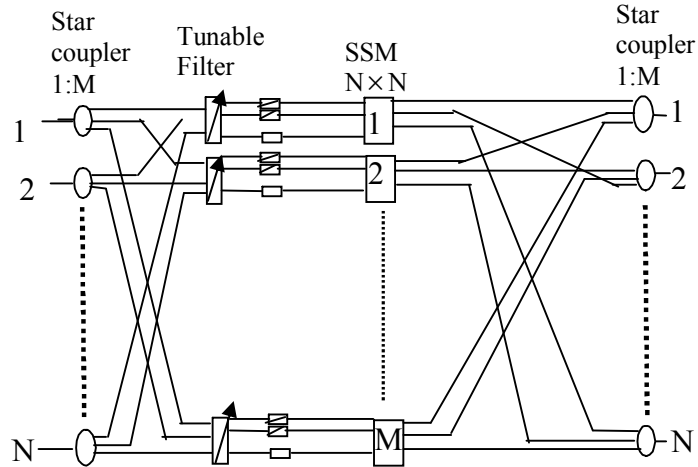 Star
coupler
1:M
Tunable
Filter
SSM
N×N
Star
coupler
1:M
1
1
1
2
2
2
N
M
N